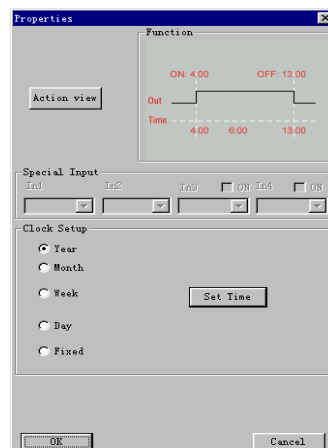 Properties
Function
ON: 4:00 OFF: 13:00
Out
Time
4:00 6:00 13:00
Action view
Special Input
In1 In2 In3 ON In4 ON
Clock Setup
Year
Month
Week
Set Time
Day
Fixed
OK Cancel